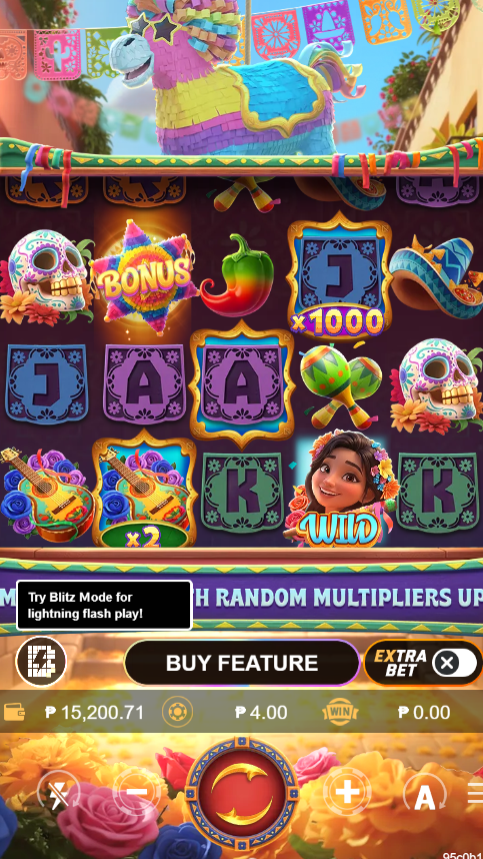 BONUS
J
x1000
J
A
A
K
WILD
K
x2
Try Blitz Mode for
lightning flash play!
H RANDOM MULTIPLIERS UP
BUY FEATURE
EXTRA
BET
₱ 15,200.71
₱ 4.00
WIN
₱ 0.00
A